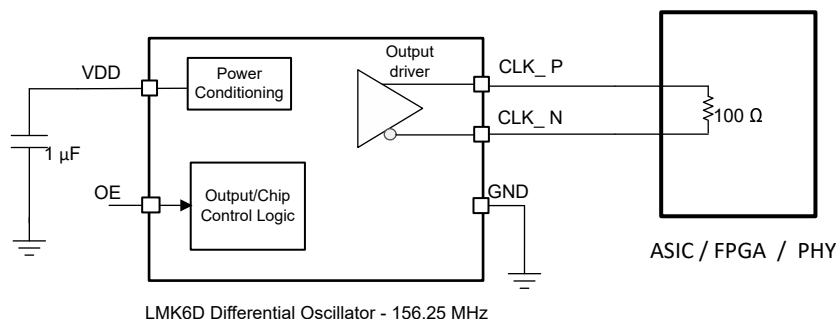 VDD
Power
Conditioning
Output
driver
CLK_ P
CLK_ N
100 Ω
1 µF
OE
Output/Chip
Control Logic
GND
ASIC / FPGA / PHY
LMK6D Differential Oscillator - 156.25 MHz